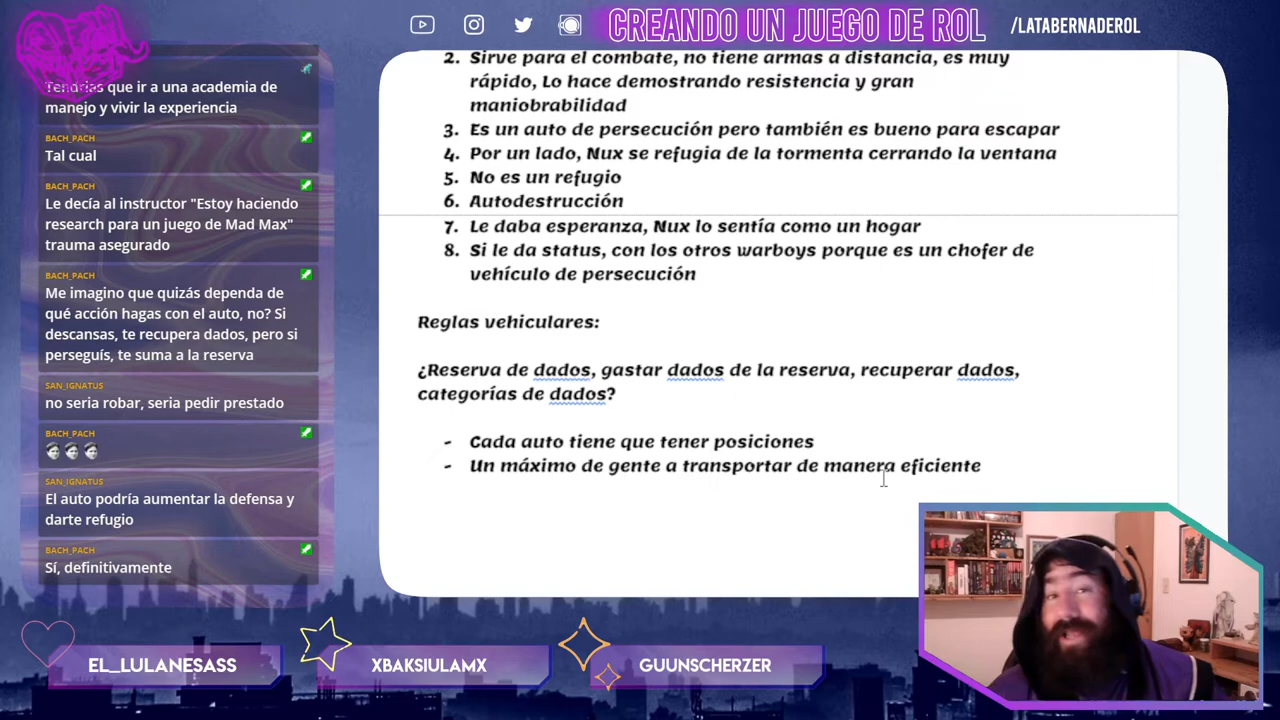 CREANDO UN JUEGO DE ROL
/LATABERNADEROL
Tendrías que ir a una academia de
manejo y vivir la experiencia
BACH_PACH
Tal cual
BACH_PACH
Le decía al instructor "Estoy haciendo
research para un juego de Mad Max"
trauma asegurado
BACH_PACH
Me imagino que quizás dependa de
qué acción hagas con el auto, no? Si
descansas, te recupera dados, pero si
perseguís, te suma a la reserva
SAN_IGNATUS
no seria robar, seria pedir prestado
BACH_PACH
SAN_IGNATUS
El auto podría aumentar la defensa y
darte refugio
BACH_PACH
Sí, definitivamente
2. Sirve para el combate, no tiene armas a distancia, es muy
rápido, Lo hace demostrando resistencia y gran
maniobrabilidad
3. Es un auto de persecución pero también es bueno para escapar
4. Por un lado, Nux se refugia de la tormenta cerrando la ventana
5. No es un refugio
6. Autodestrucción
7. Le daba esperanza, Nux lo sentía como un hogar
8. Si le da status, con los otros warboys porque es un chofer de
vehículo de persecución
Reglas vehiculares:
¿Reserva de dados, gastar dados de la reserva, recuperar dados,
categorías de dados?
- Cada auto tiene que tener posiciones
- Un máximo de gente a transportar de manera eficiente
EL_LULANESASS
XBAKSIULAMX
GUUNSCHERZER